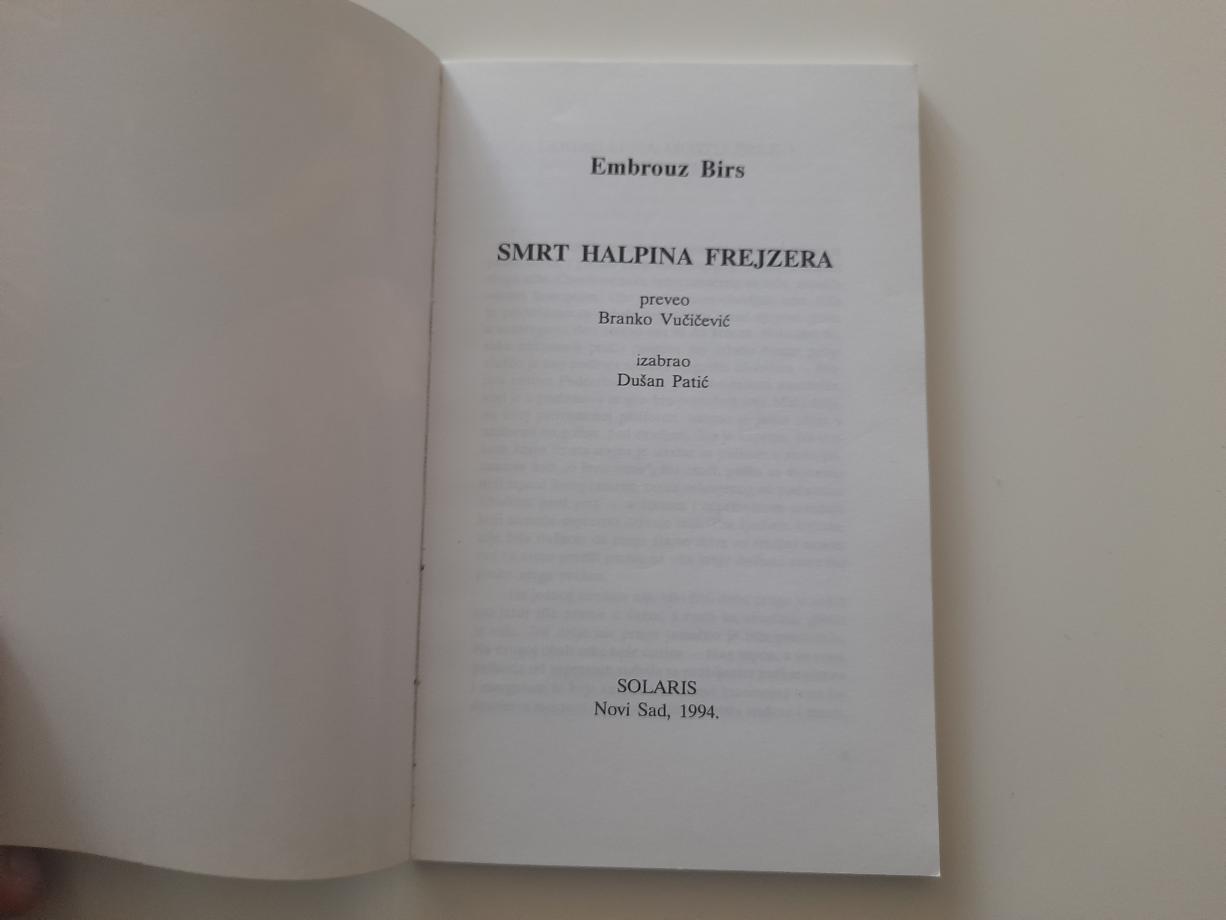 Embrouz Birs
SMRT HALPINA FREJZERA
preveo
Branko Vučičević
izabrao
Dušan Patić
SOLARIS
Novi Sad, 1994.